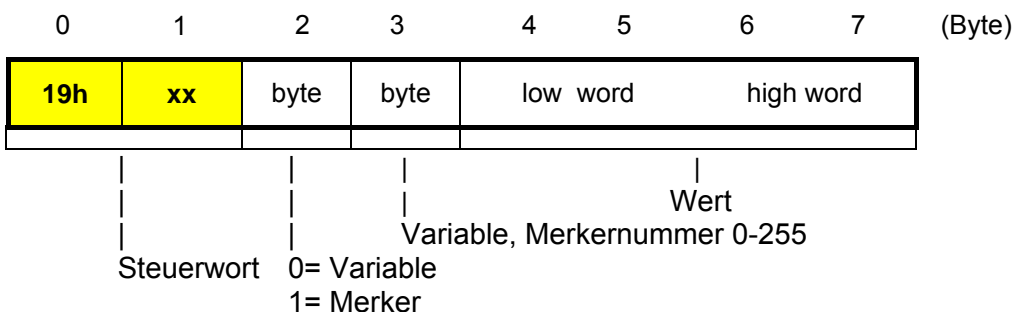 0 1 2 3 4 5 6 7 (Byte)
19h xx byte byte low word high word
Wert
Variable, Merkernummer 0-255
Steuerwort 0= Variable
1= Merker